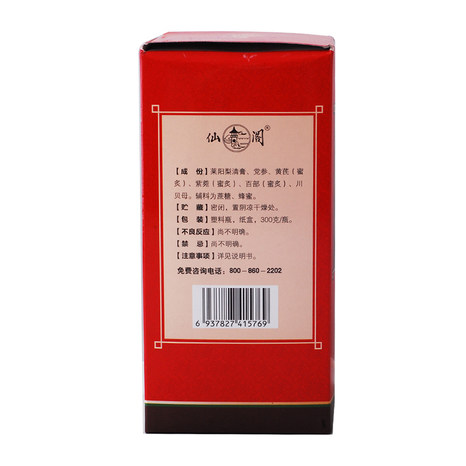 仙阁®
【成　份】莱阳梨清膏、党参、黄芪（蜜
炙）、紫菀（蜜炙）、百部（蜜炙）、川
贝母。辅料为蔗糖、蜂蜜。
【贮　藏】密闭，置阴凉干燥处。
【包　装】塑料瓶，纸盒，300克/瓶。
【不良反应】尚不明确。
【禁　忌】尚不明确。
【注意事项】详见说明书。
免费咨询电话：800-860-2202
6 937827 415769